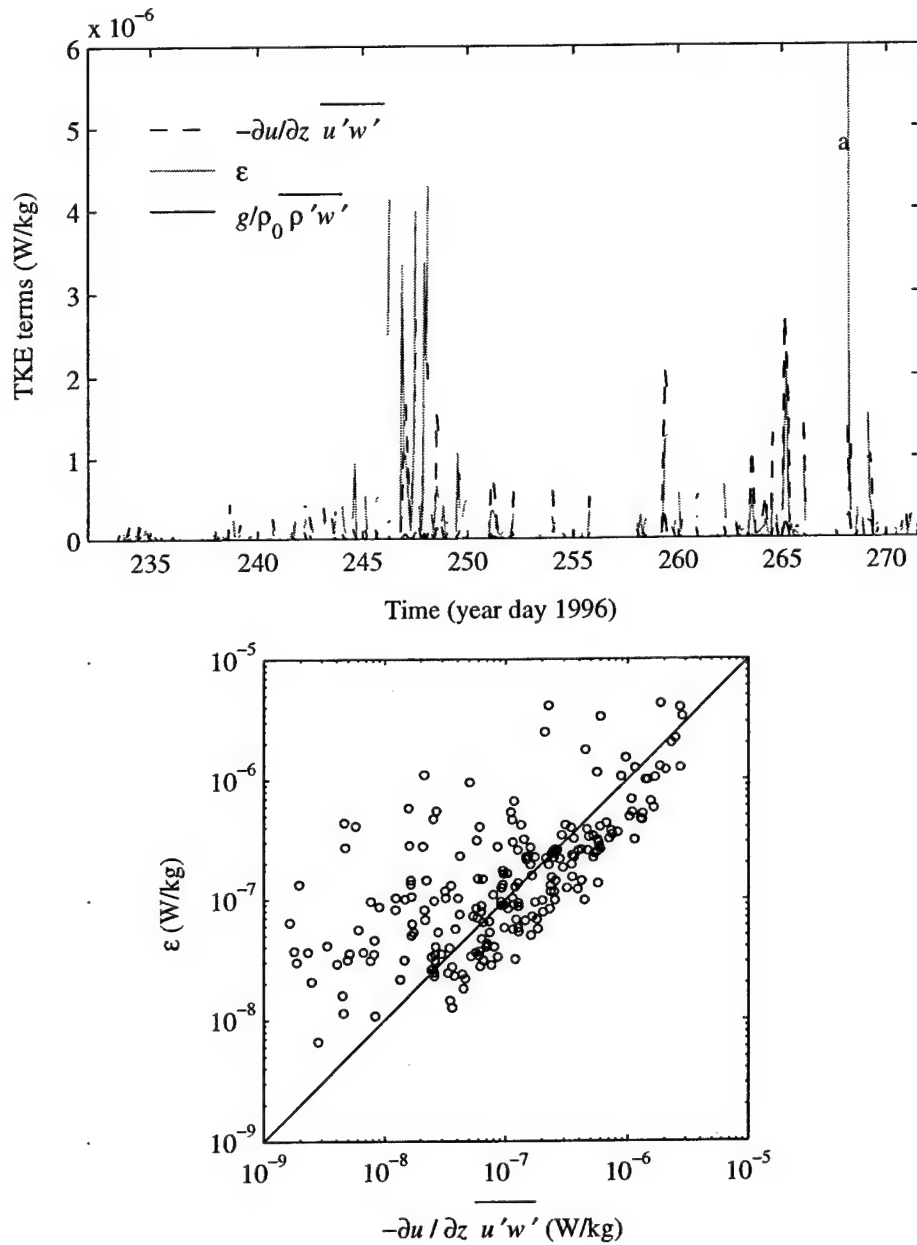 x 10⁻⁶
6
5
4
3
2
1
0
TKE terms (W/kg)
-∂u/∂z u'w'
ε
g/ρ₀ ρ'w'
a
235 240 245 250 255 260 265 270
Time (year day 1996)
10⁻⁵
10⁻⁶
10⁻⁷
10⁻⁸
10⁻⁹
ε (W/kg)
10⁻⁹ 10⁻⁸ 10⁻⁷ 10⁻⁶ 10⁻⁵
-∂u / ∂z u'w' (W/kg)